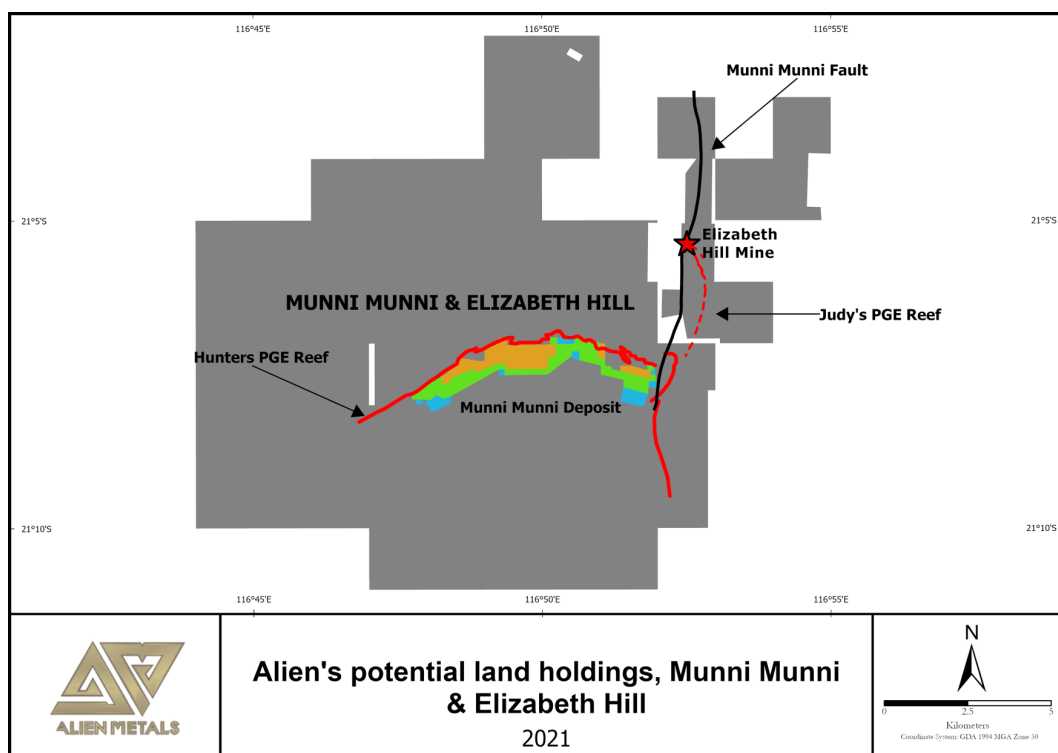 116°45'E 116°50'E 116°55'E
Munni Munni Fault
21°5'S 21°5'S
Elizabeth
Hill Mine
MUNNI MUNNI & ELIZABETH HILL
Judy's PGE Reef
Hunters PGE Reef
Munni Munni Deposit
21°10'S 21°10'S
116°45'E 116°50'E 116°55'E
ALIEN METALS
Alien's potential land holdings, Munni Munni
& Elizabeth Hill
2021
N
0 2.5 5
Kilometers
Coordinate System: GDA 1994 MGA Zone 50